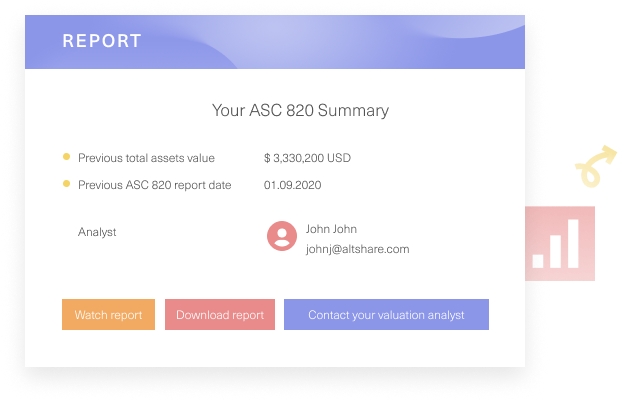 REPORT
Your ASC 820 Summary
Previous total assets value $ 3,330,200 USD
Previous ASC 820 report date 01.09.2020
Analyst John John
johnj@altshare.com
Watch report Download report Contact your valuation analyst